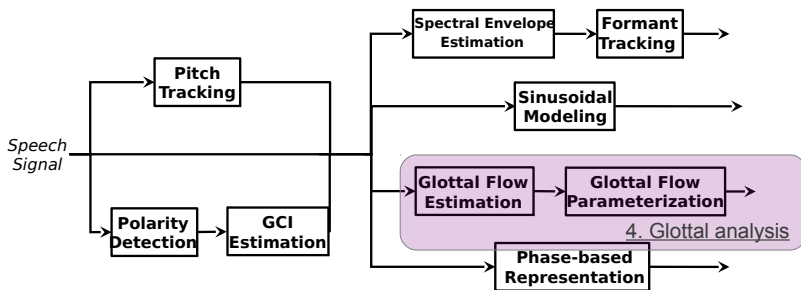 Spectral Envelope
Estimation
Formant
Tracking
Pitch
Tracking
Sinusoidal
Modeling
Speech
Signal
Glottal Flow
Estimation
Glottal Flow
Parameterization
Polarity
Detection
GCI
Estimation
4. Glottal analysis
Phase-based
Representation